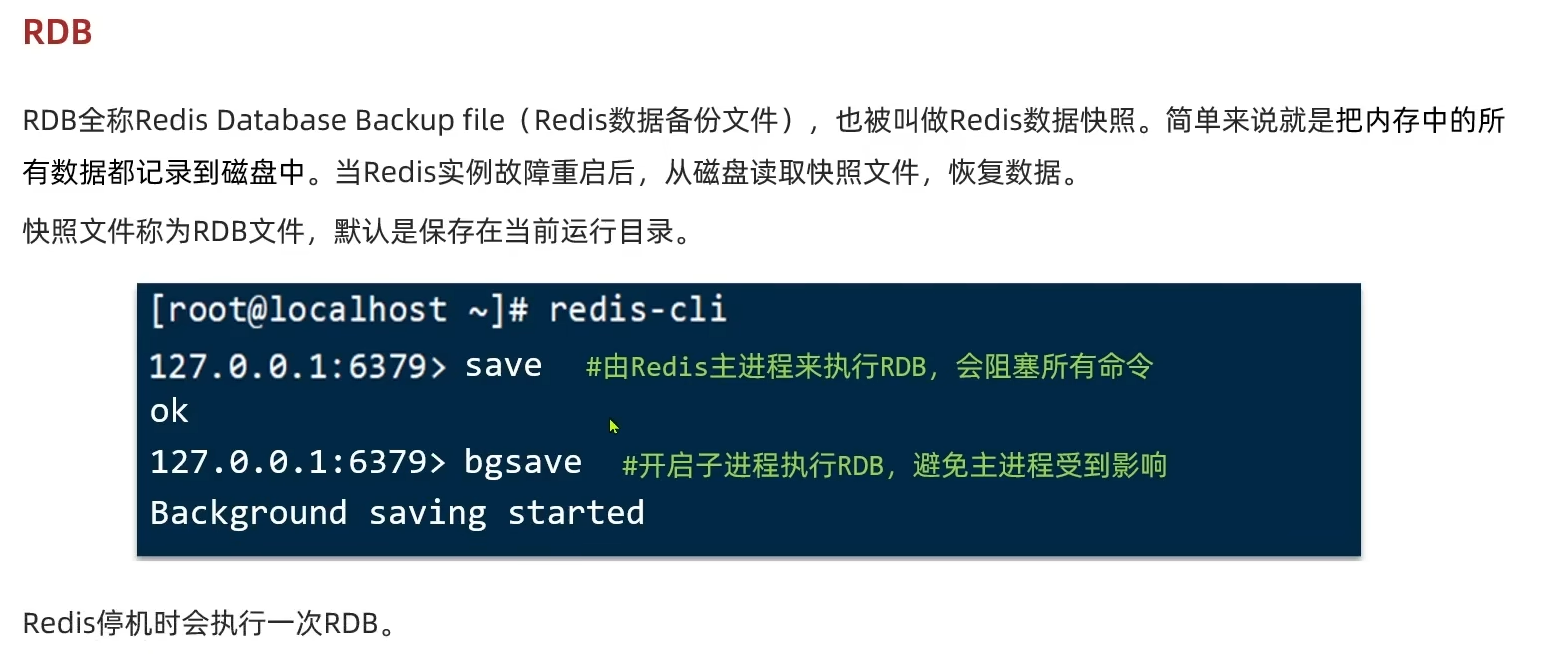 RDB
RDB全称Redis Database Backup file（Redis数据备份文件），也被叫做Redis数据快照。简单来说就是把内存中的所
有数据都记录到磁盘中。当Redis实例故障重启后，从磁盘读取快照文件，恢复数据。
快照文件称为RDB文件，默认是保存在当前运行目录。
[root@localhost ~]# redis-cli
127.0.0.1:6379> save #由Redis主进程来执行RDB，会阻塞所有命令
ok
127.0.0.1:6379> bgsave #开启子进程执行RDB，避免主进程受到影响
Background saving started
Redis停机时会执行一次RDB。